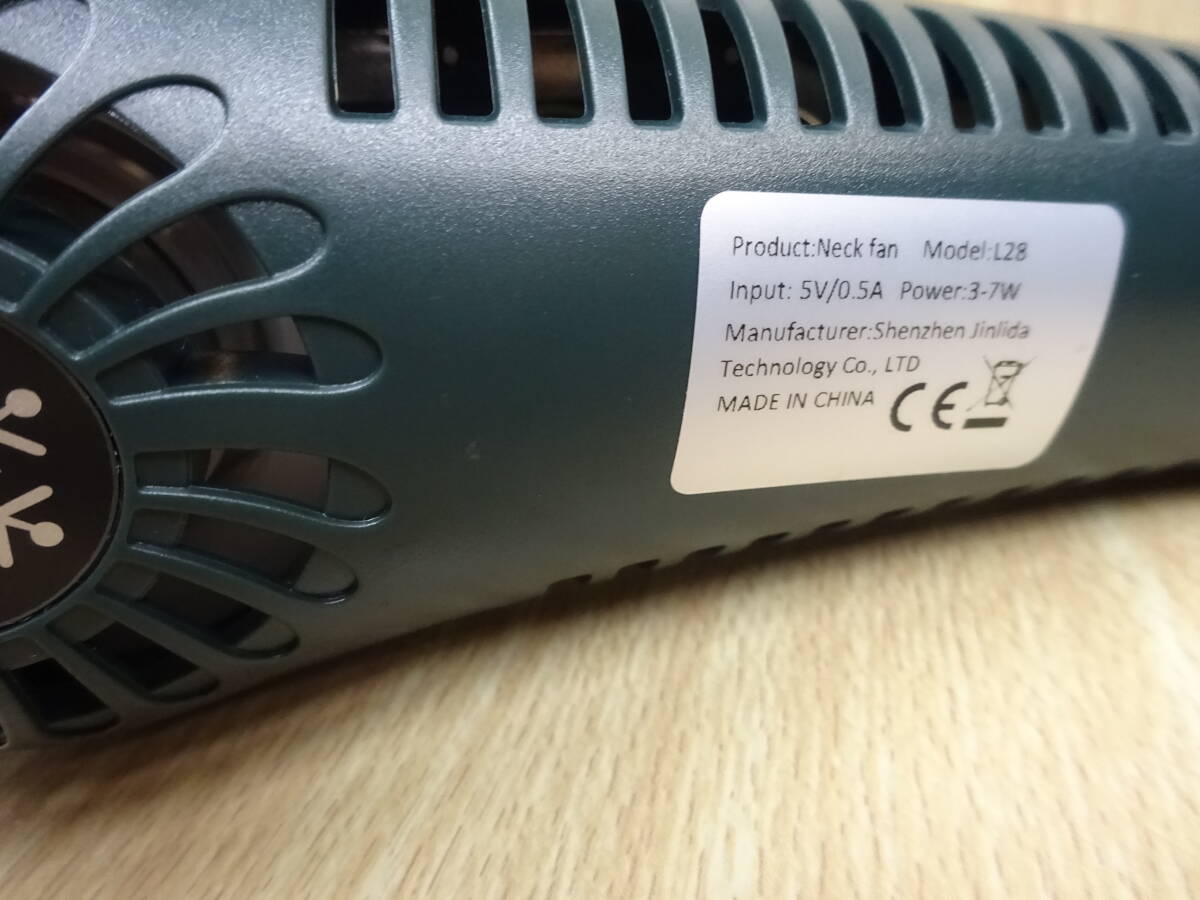 Product:Neck fan Model:L28
Input: 5V/0.5A Power:3-7W
Manufacturer:Shenzhen Jinlida
Technology Co., LTD
MADE IN CHINA CE